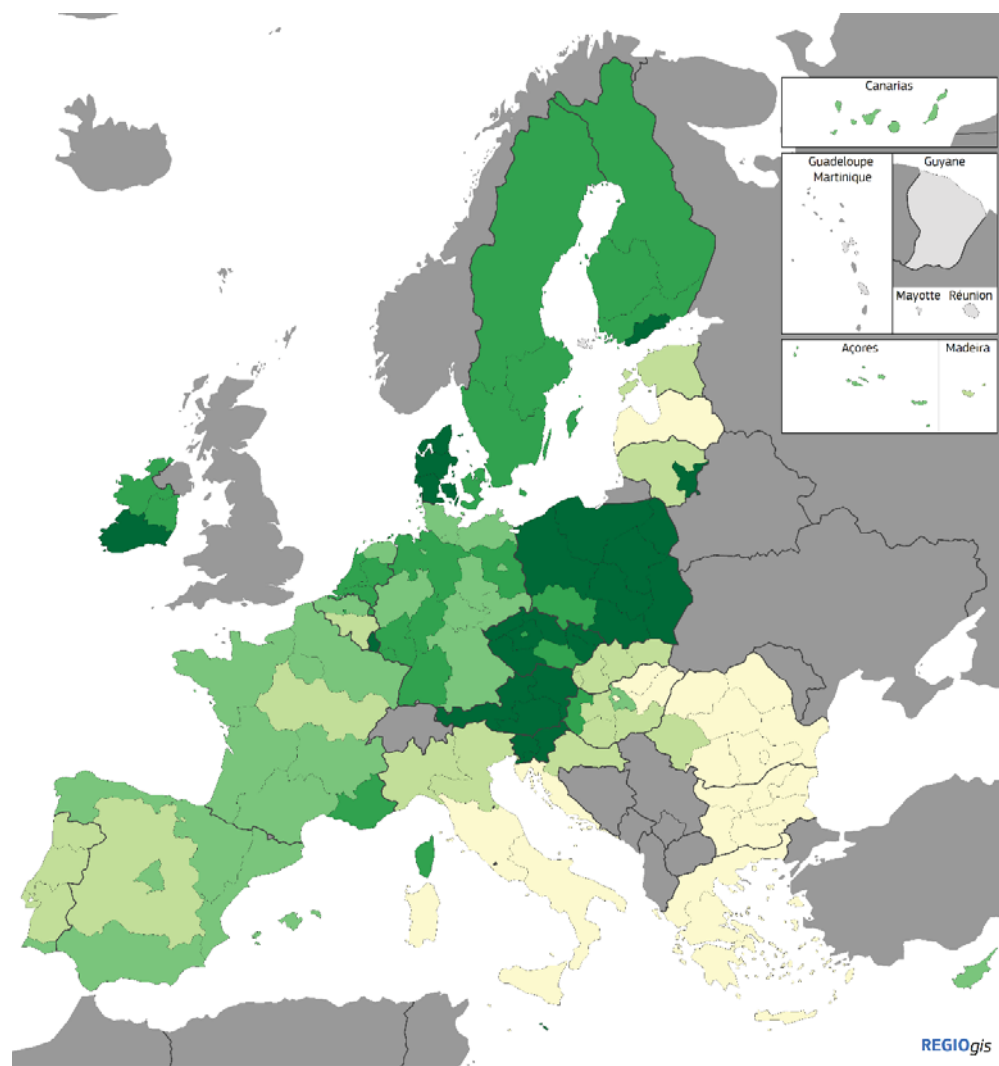 Canarias
Guadeloupe
Martinique
Guyane
Mayotte
Réunion
Açores
Madeira
REGIOgis